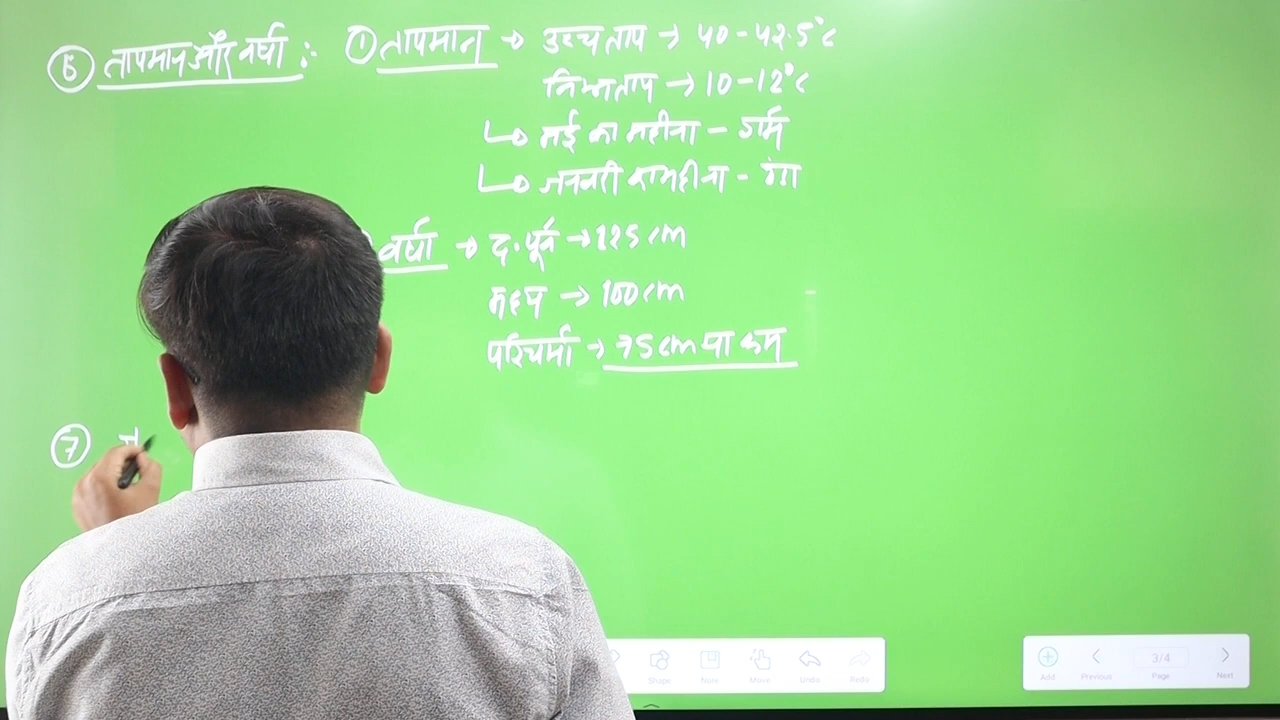 6 तापमान और वर्षा :- ① तापमान → उच्च ताप → 40-42.5°C
निम्न ताप → 10-12°C
↳ मई का महीना - गर्म
↳ जनवरी का महीना - ठंडा
वर्षा → द. पूर्व → 125 cm
मध्य → 100 cm
पश्चिमी → 75 cm या कम
7
Shape Note Move Undo Redo
Add Previous 3/4 Page Next